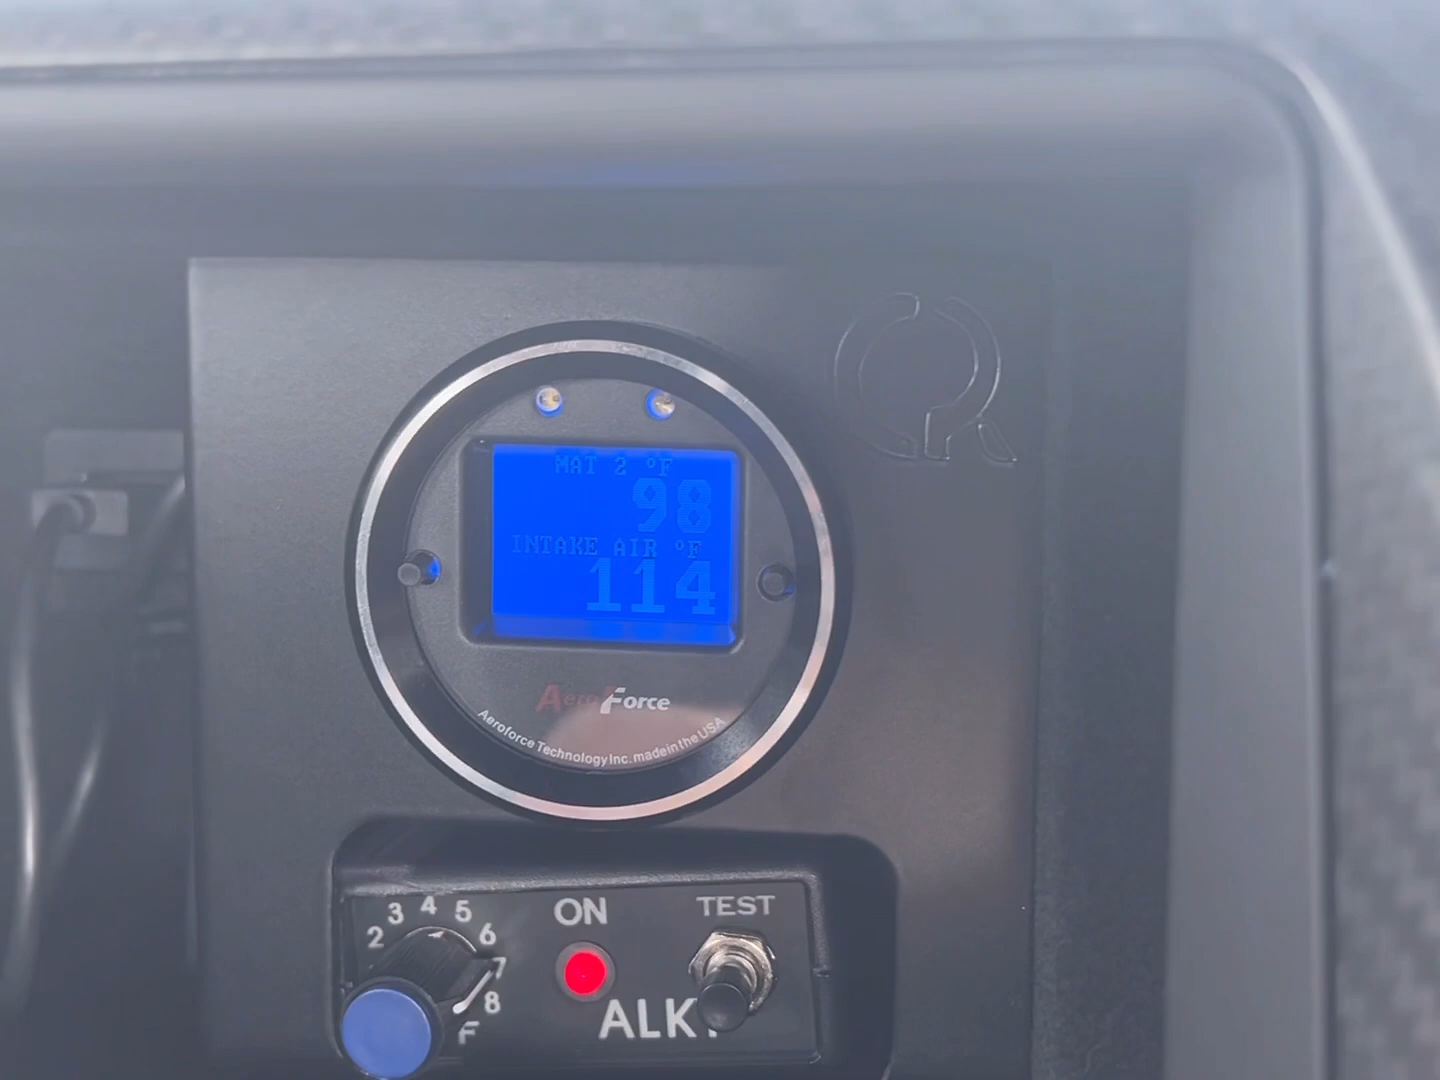 MAT 2 °F
98
INTAKE AIR °F
114
AeroForce
Aeroforce Technology Inc. made in the USA
2 3 4 5 6 7 8 F
ON
TEST